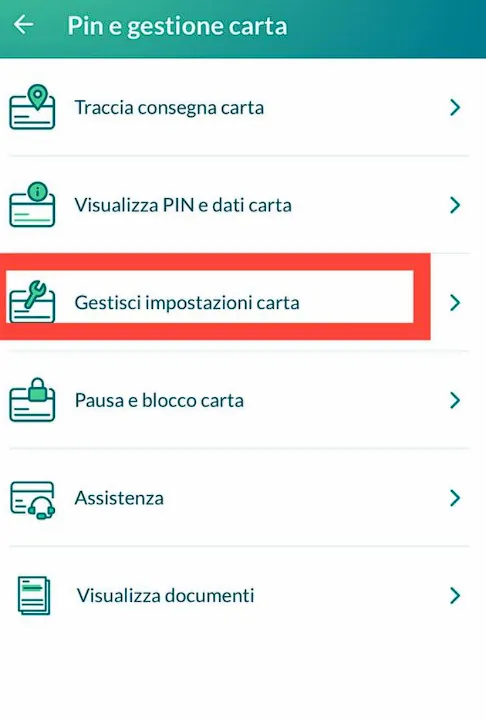 Pin e gestione carta
Traccia consegna carta
Visualizza PIN e dati carta
Gestisci impostazioni carta
Pausa e blocco carta
Assistenza
Visualizza documenti